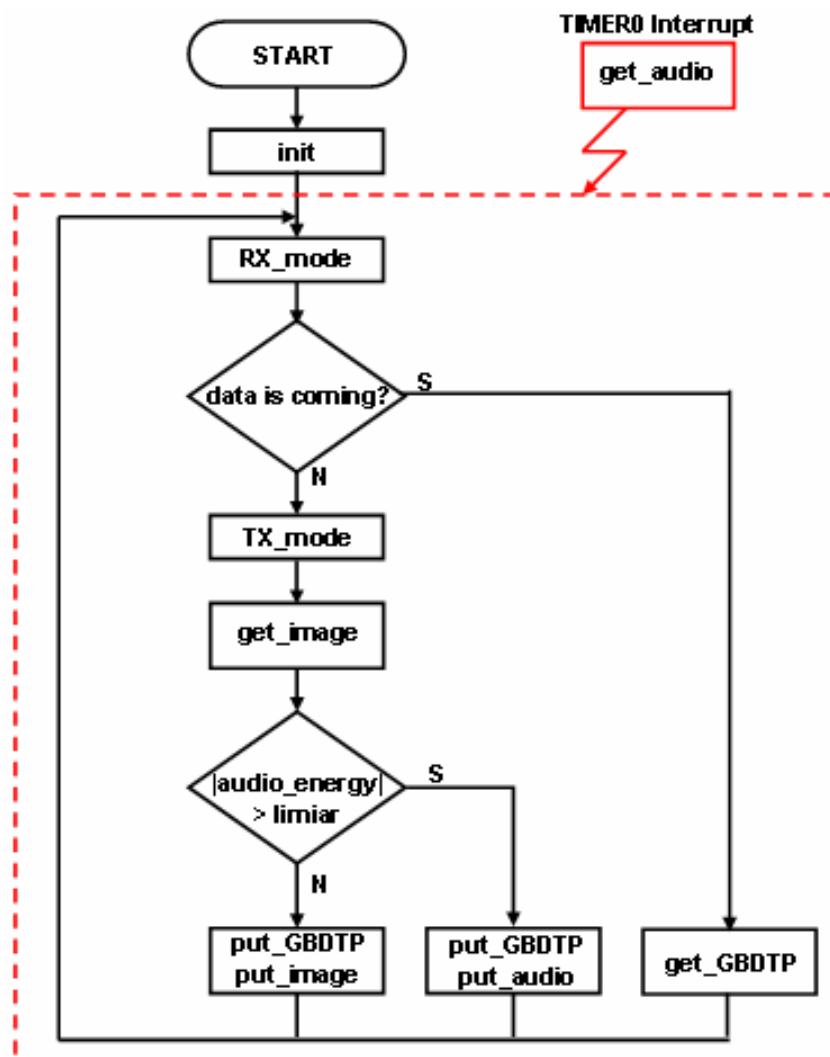 TIMER0 Interrupt
START
get_audio
init
RX_mode
data is coming?
S
N
TX_mode
get_image
|audio_energy|
> limiar
S
N
put_GBDTP
put_image
put_GBDTP
put_audio
get_GBDTP